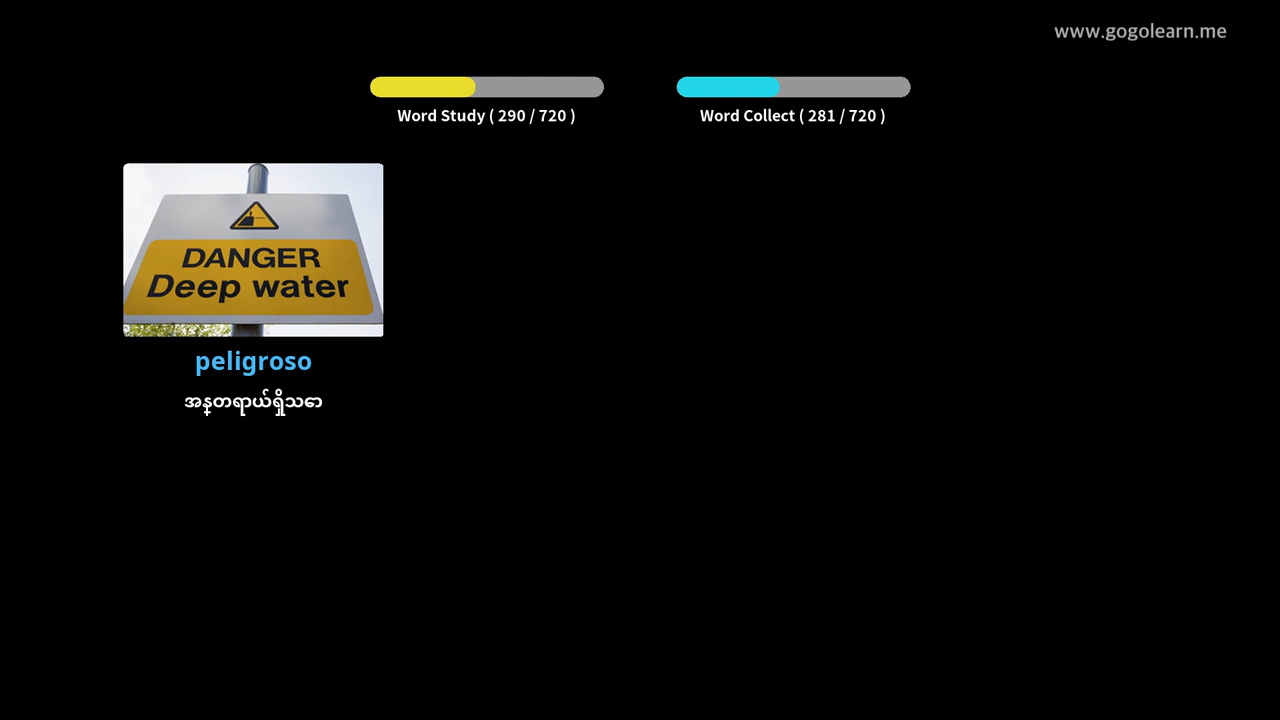 www.gogolearn.me
Word Study ( 290 / 720 )
Word Collect ( 281 / 720 )
DANGER
Deep water
peligroso
အန္တရာယ်ရှိသော